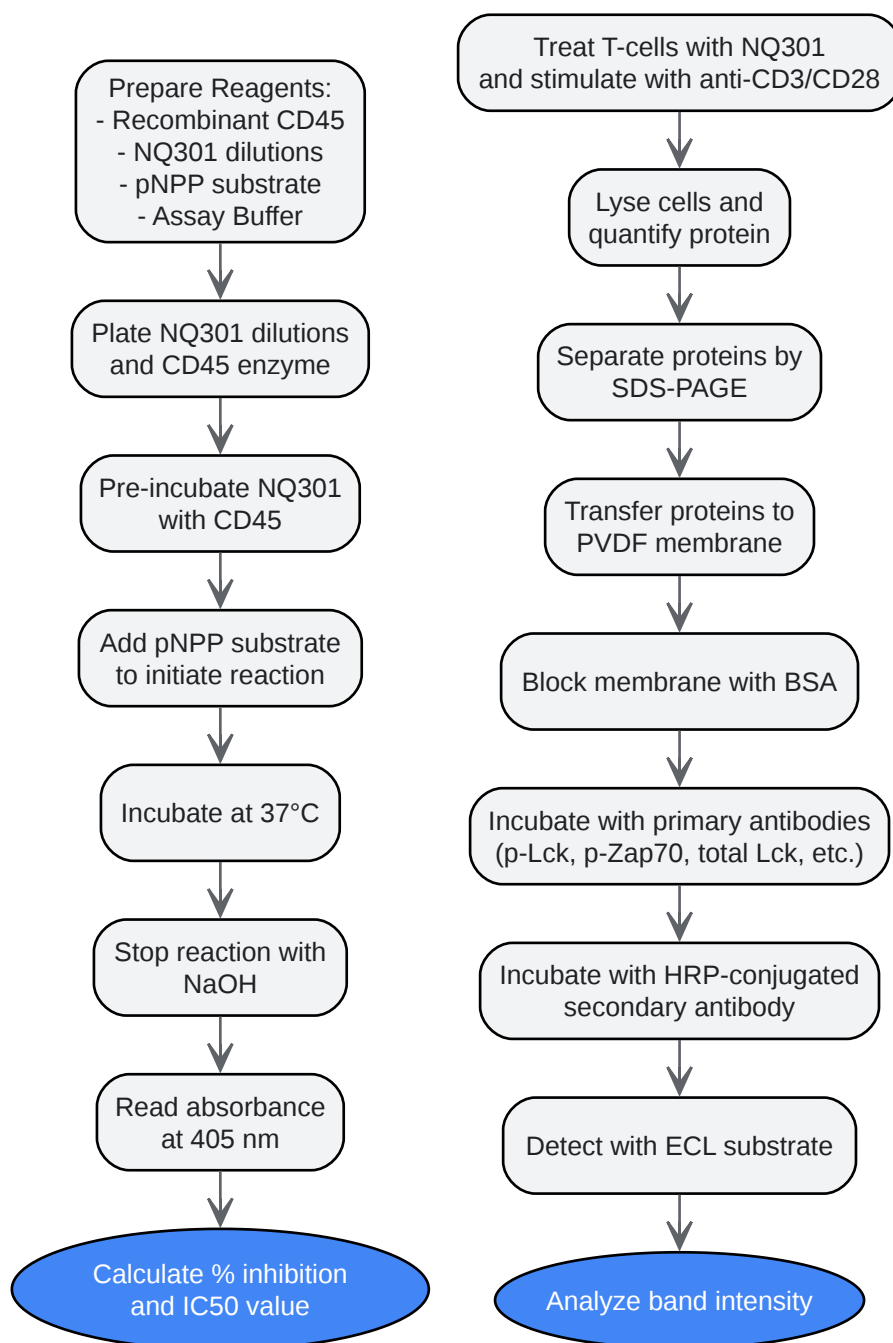 Prepare Reagents:
- Recombinant CD45
- NQ301 dilutions
- pNPP substrate
- Assay Buffer
Plate NQ301 dilutions
and CD45 enzyme
Pre-incubate NQ301
with CD45
Add pNPP substrate
to initiate reaction
Incubate at 37°C
Stop reaction with
NaOH
Read absorbance
at 405 nm
Calculate % inhibition
and IC50 value
Treat T-cells with NQ301
and stimulate with anti-CD3/CD28
Lyse cells and
quantify protein
Separate proteins by
SDS-PAGE
Transfer proteins to
PVDF membrane
Block membrane with BSA
Incubate with primary antibodies
(p-Lck, p-Zap70, total Lck, etc.)
Incubate with HRP-conjugated
secondary antibody
Detect with ECL substrate
Analyze band intensity